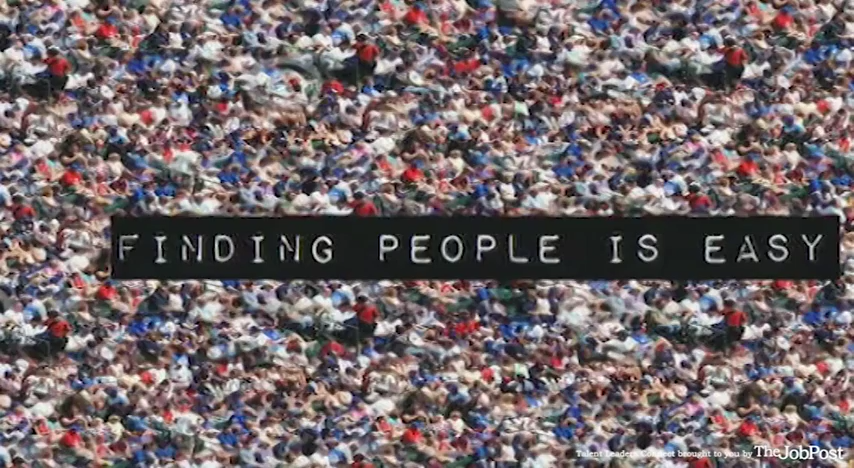 FINDING PEOPLE IS EASY
Talent Leaders Connect brought to you by TheJobPost